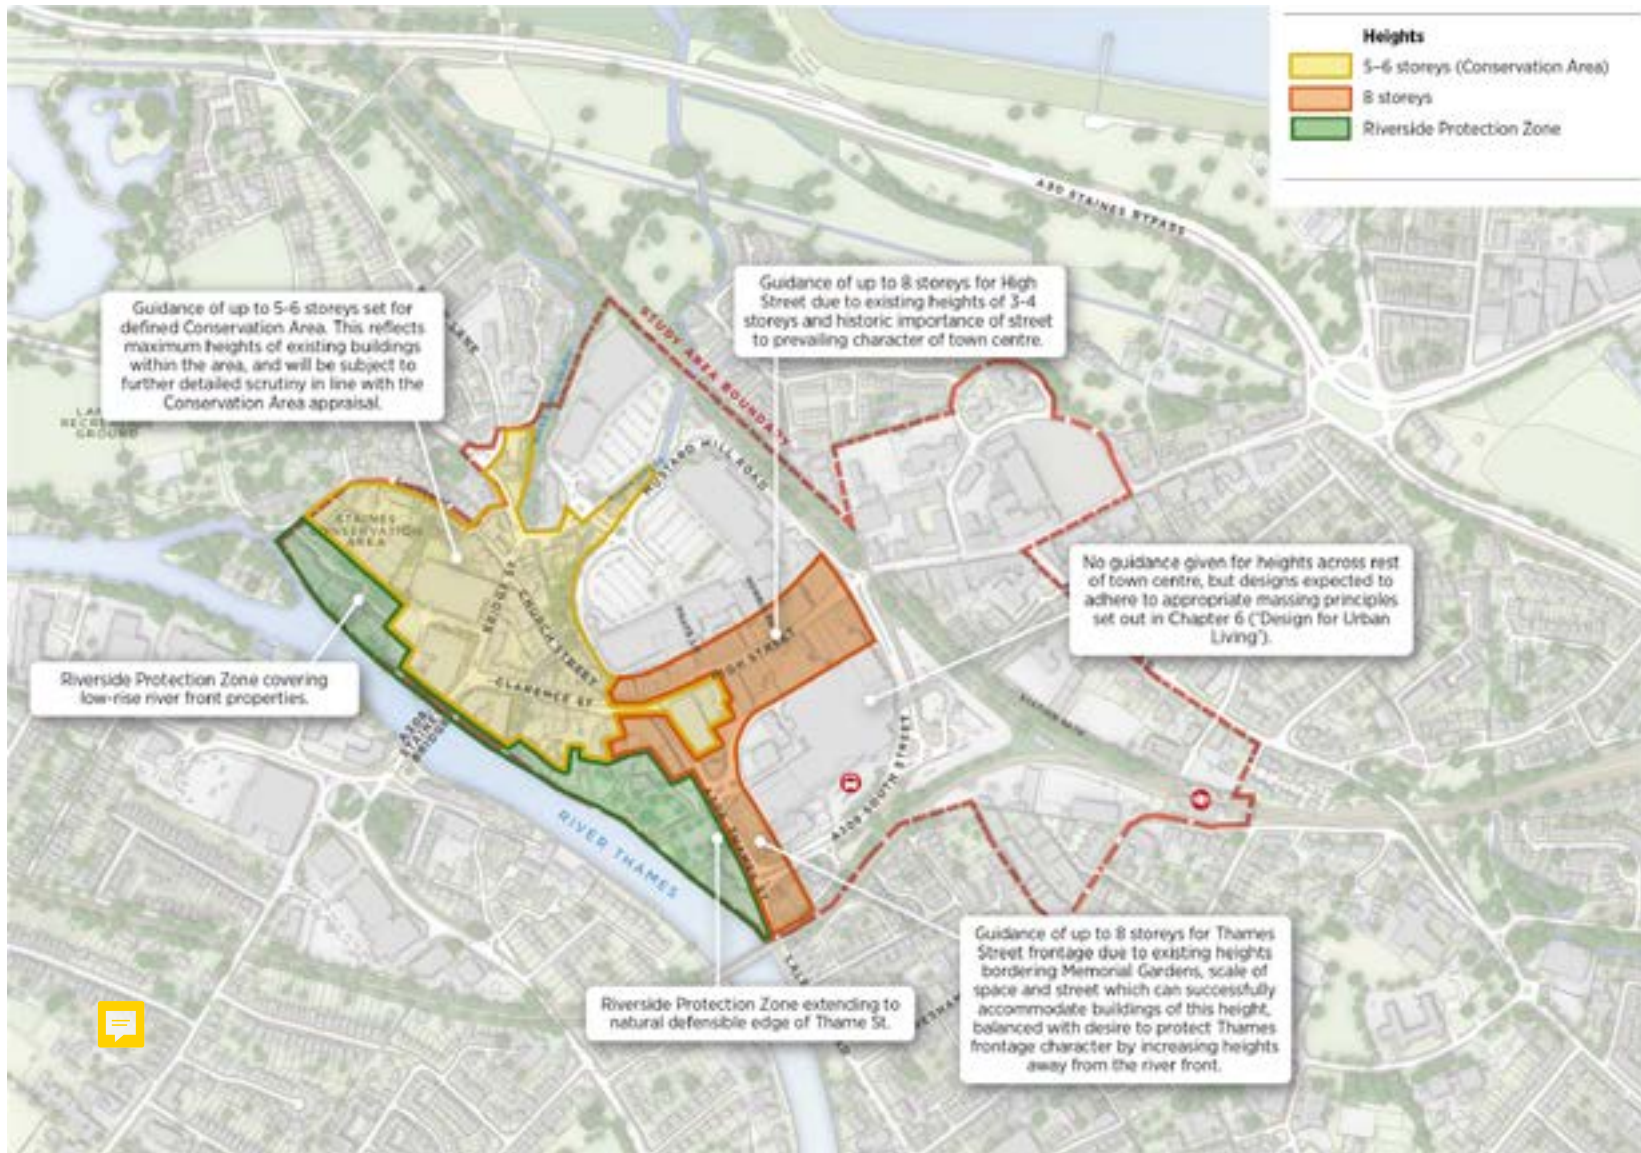 Heights
5-6 storeys (Conservation Area)
8 storeys
Riverside Protection Zone
A30 STAINES BYPASS
Guidance of up to 8 storeys for High
Street due to existing heights of 3-4
storeys and historic importance of street
to prevailing character of town centre.
Guidance of up to 5-6 storeys set for
defined Conservation Area. This reflects
maximum heights of existing buildings
within the area, and will be subject to
further detailed scrutiny in line with the
Conservation Area appraisal.
LANE
STUDY AREA BOUNDARY
GROUND
MUSTARD MILL ROAD
STAINES
CONSERVATION
AREA
No guidance given for heights across rest
of town centre, but designs expected to
adhere to appropriate massing principles
set out in Chapter 6 ("Design for Urban
Living").
BRIDGE ST
CHURCH STREET
HIGH STREET
CLARENCE ST
Riverside Protection Zone covering
low-rise river front properties.
A308
STAINES
BRIDGE
A308 SOUTH STREET
RIVER THAMES
Guidance of up to 8 storeys for Thames
Street frontage due to existing heights
bordering Memorial Gardens, scale of
space and street which can successfully
accommodate buildings of this height,
balanced with desire to protect Thames
frontage character by increasing heights
away from the river front.
Riverside Protection Zone extending to
natural defensible edge of Thame St.